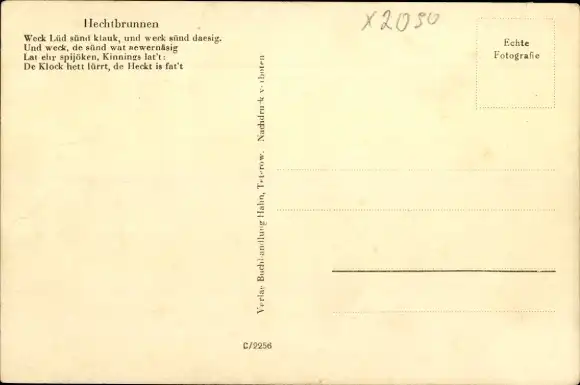 Hechtbrunnen
Weck Lüd sünd klauk, und weck sünd daesig.
Und weck, de sünd wat aewernäsig
Lat ehr spijöken, Kinnings lat't:
De Klock hett lürrt, de Heckt is fat't
x2030
Echte
Fotografie
Verlag Buchhandlung Hahn, Teterow. Nachdruck verboten
C/2256